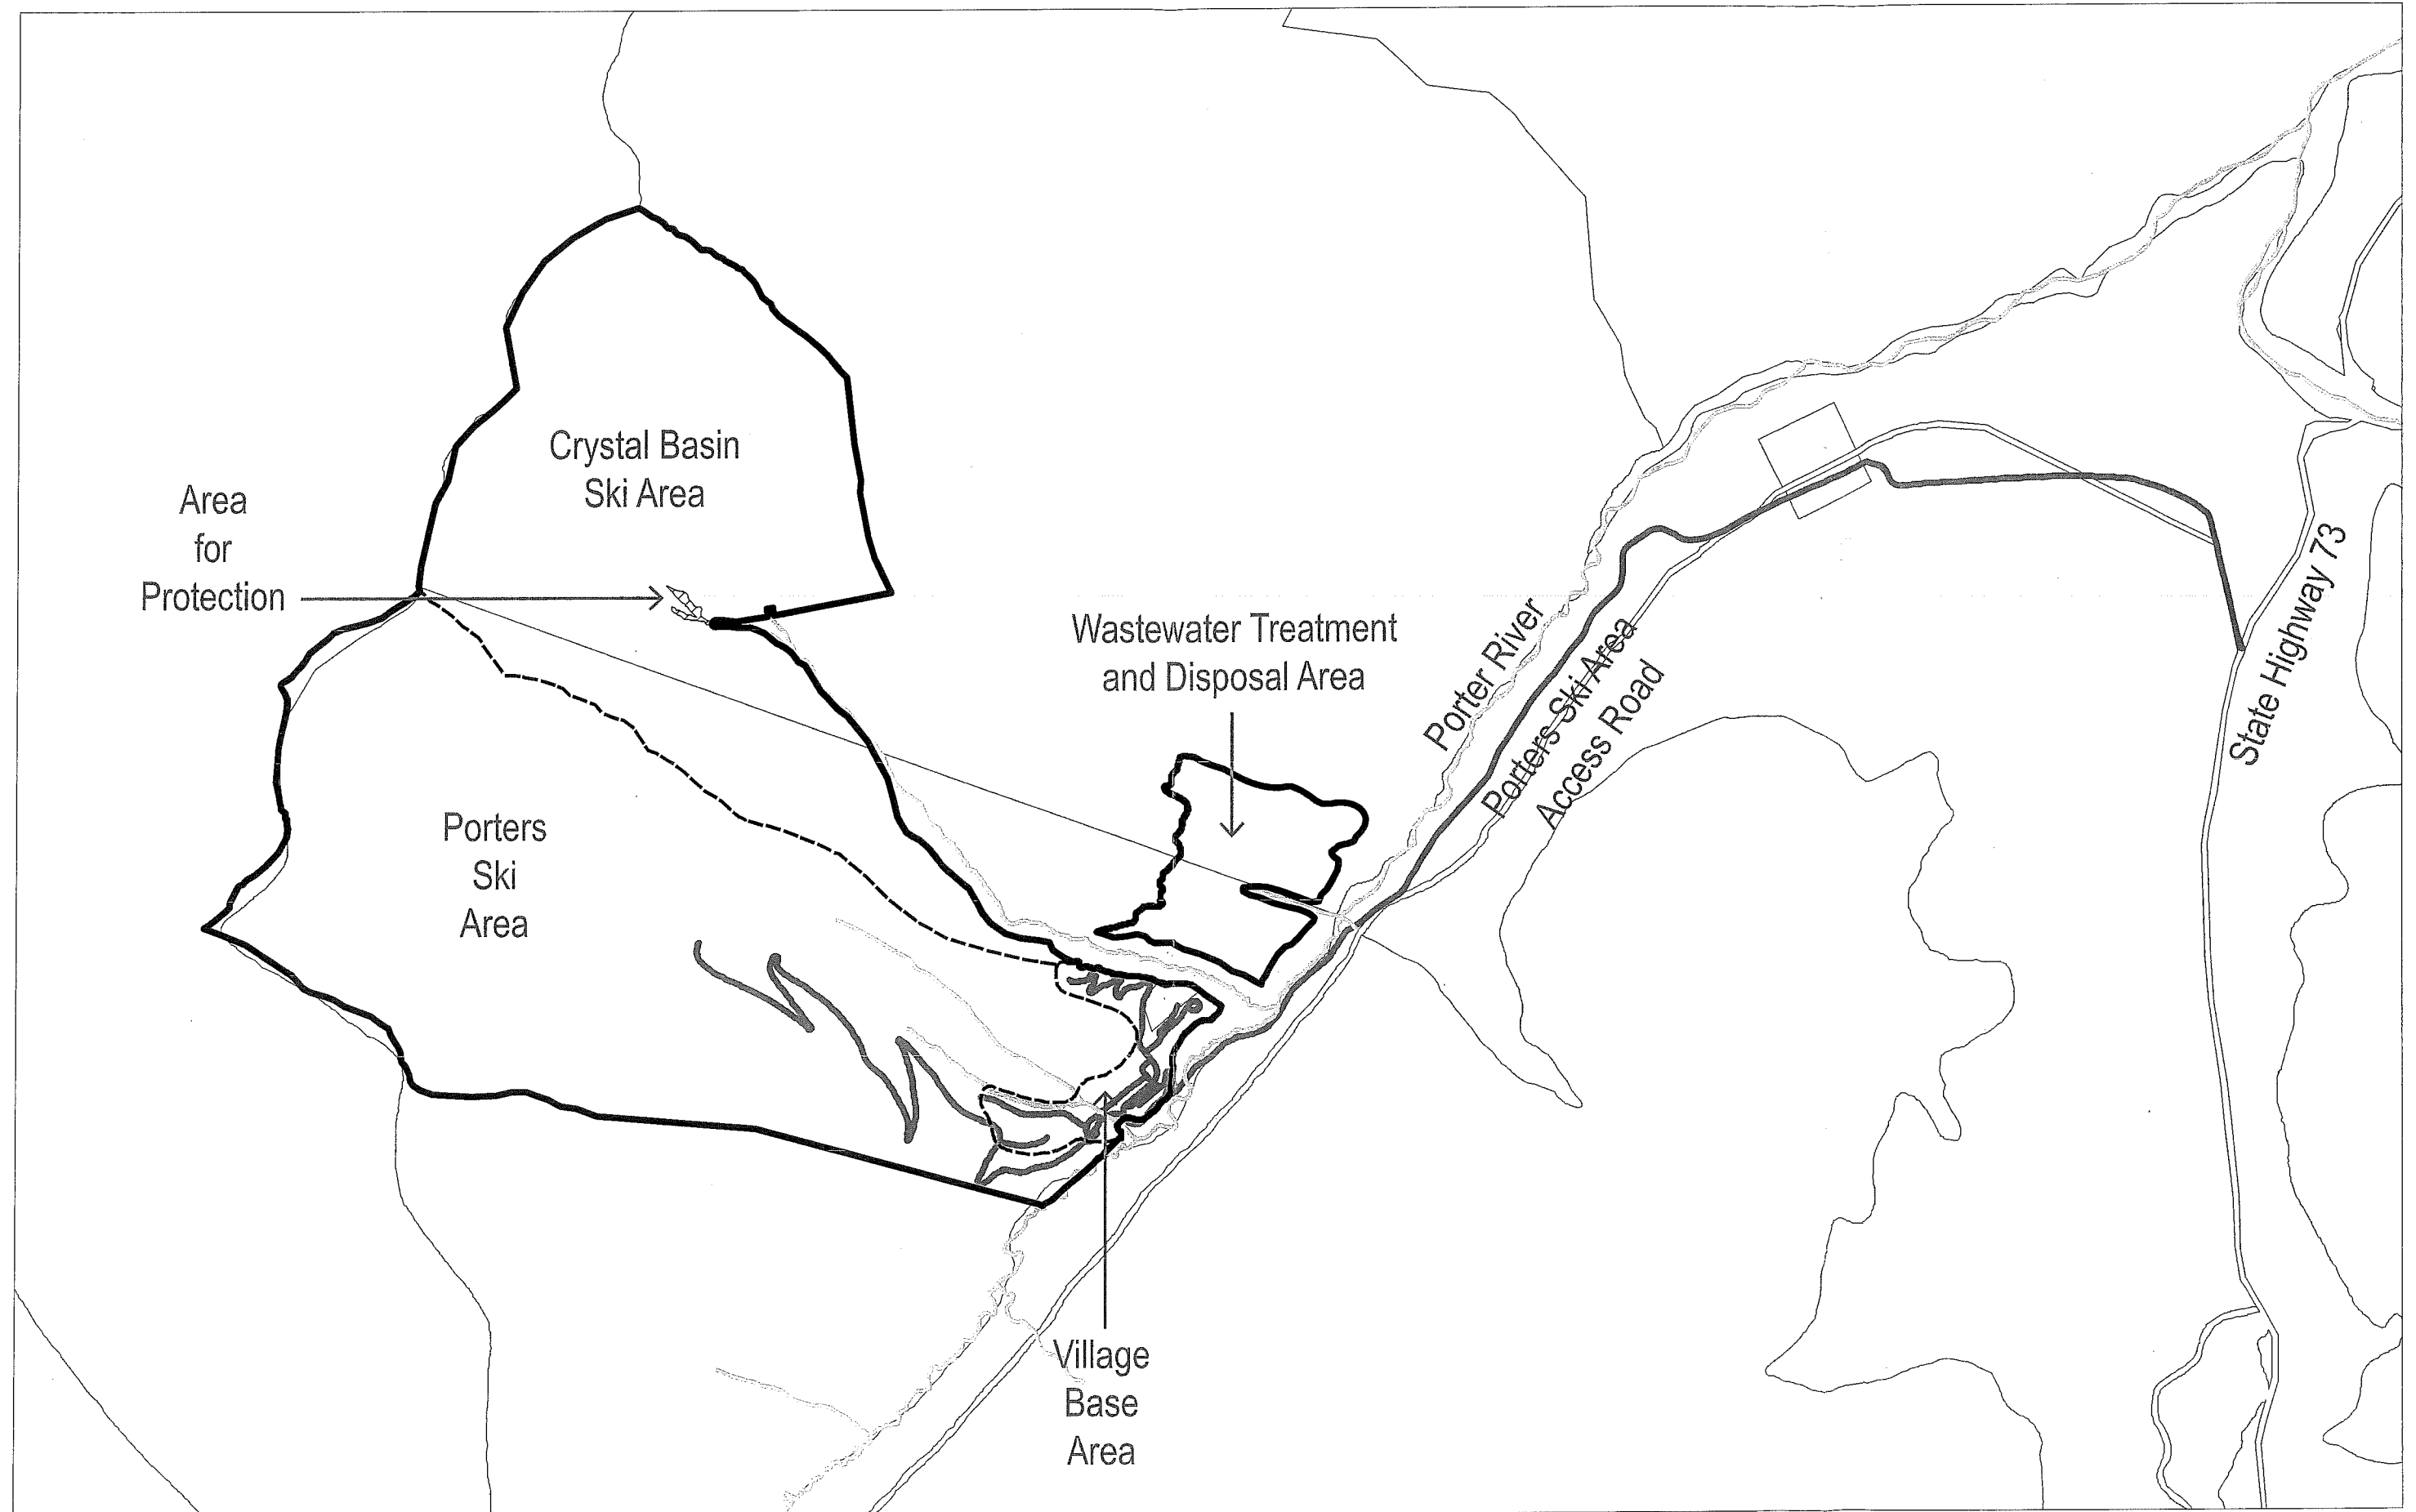 Crystal Basin
Ski Area
Area
for
Protection
Wastewater Treatment
and Disposal Area
Porter River
Porters Ski Area
Access Road
State Highway 73
Porters
Ski
Area
Village
Base
Area